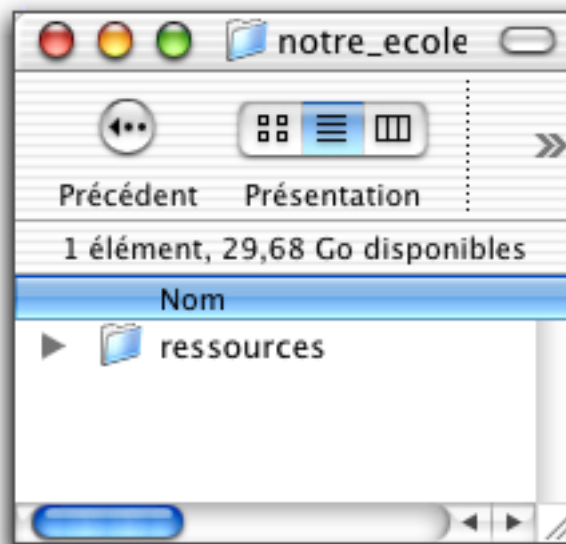 notre_ecole
Précédent Présentation
1 élément, 29,68 Go disponibles
Nom
ressources